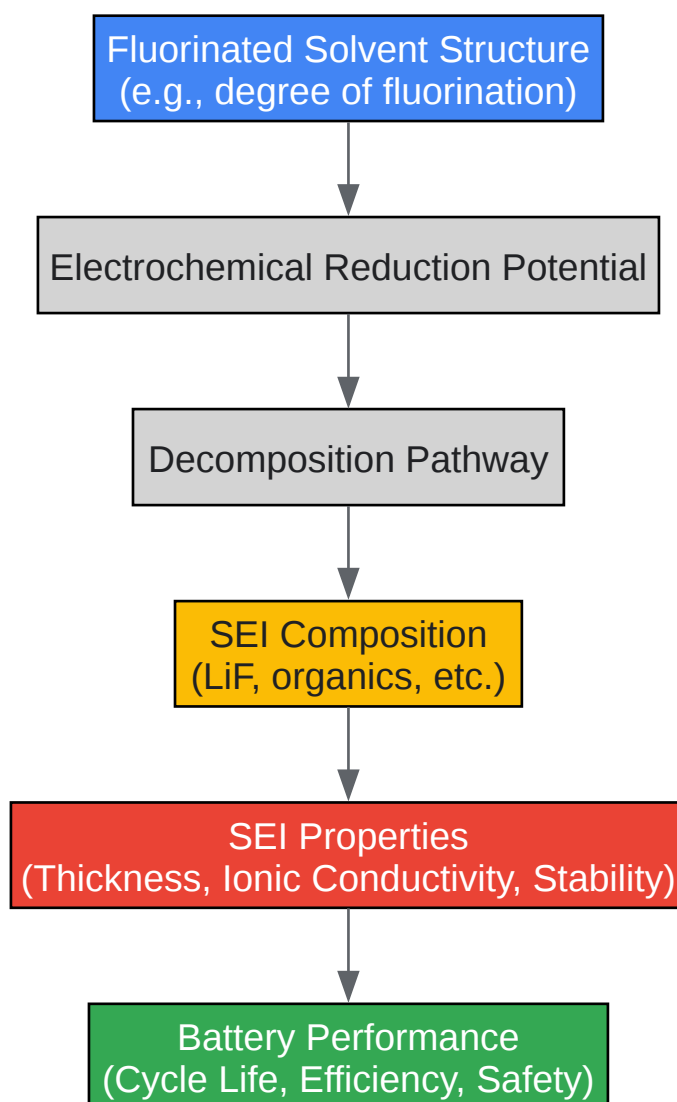 Fluorinated Solvent Structure
(e.g., degree of fluorination)
Electrochemical Reduction Potential
Decomposition Pathway
SEI Composition
(LiF, organics, etc.)
SEI Properties
(Thickness, Ionic Conductivity, Stability)
Battery Performance
(Cycle Life, Efficiency, Safety)